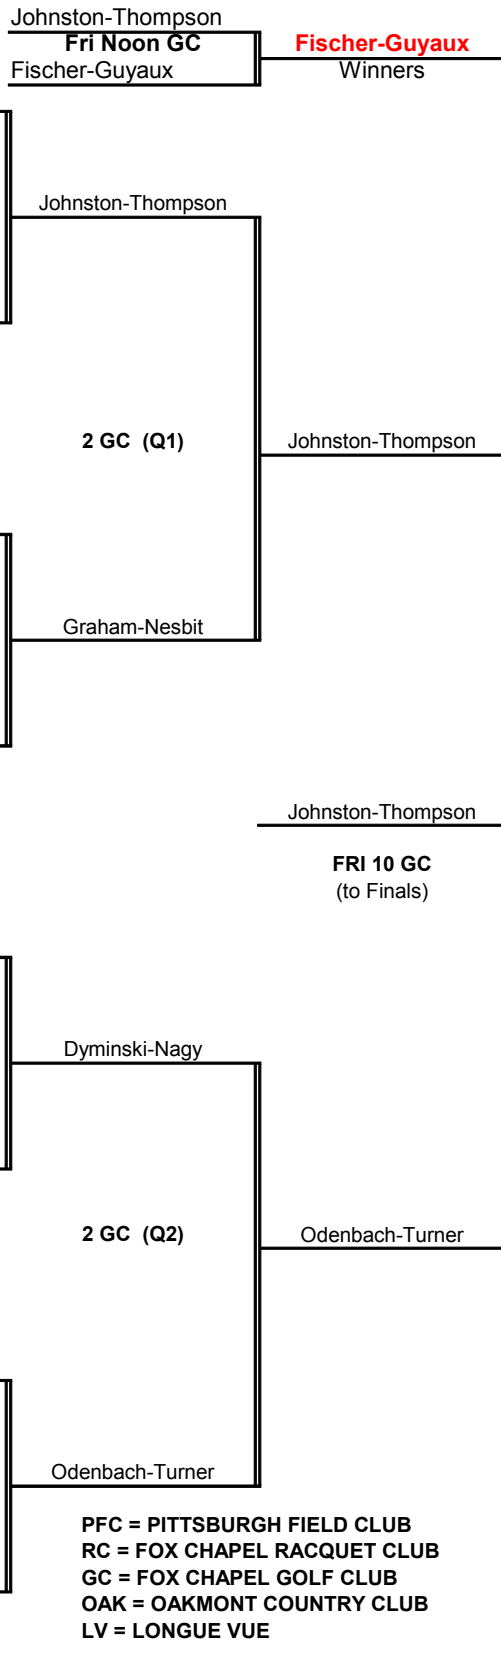 Johnston-Thompson
Fri Noon GC
Fischer-Guyaux
Fischer-Guyaux
Winners
Johnston-Thompson
2 GC (Q1)
Johnston-Thompson
Graham-Nesbit
Johnston-Thompson
FRI 10 GC
(to Finals)
Dyminski-Nagy
2 GC (Q2)
Odenbach-Turner
Odenbach-Turner
PFC = PITTSBURGH FIELD CLUB
RC = FOX CHAPEL RACQUET CLUB
GC = FOX CHAPEL GOLF CLUB
OAK = OAKMONT COUNTRY CLUB
LV = LONGUE VUE